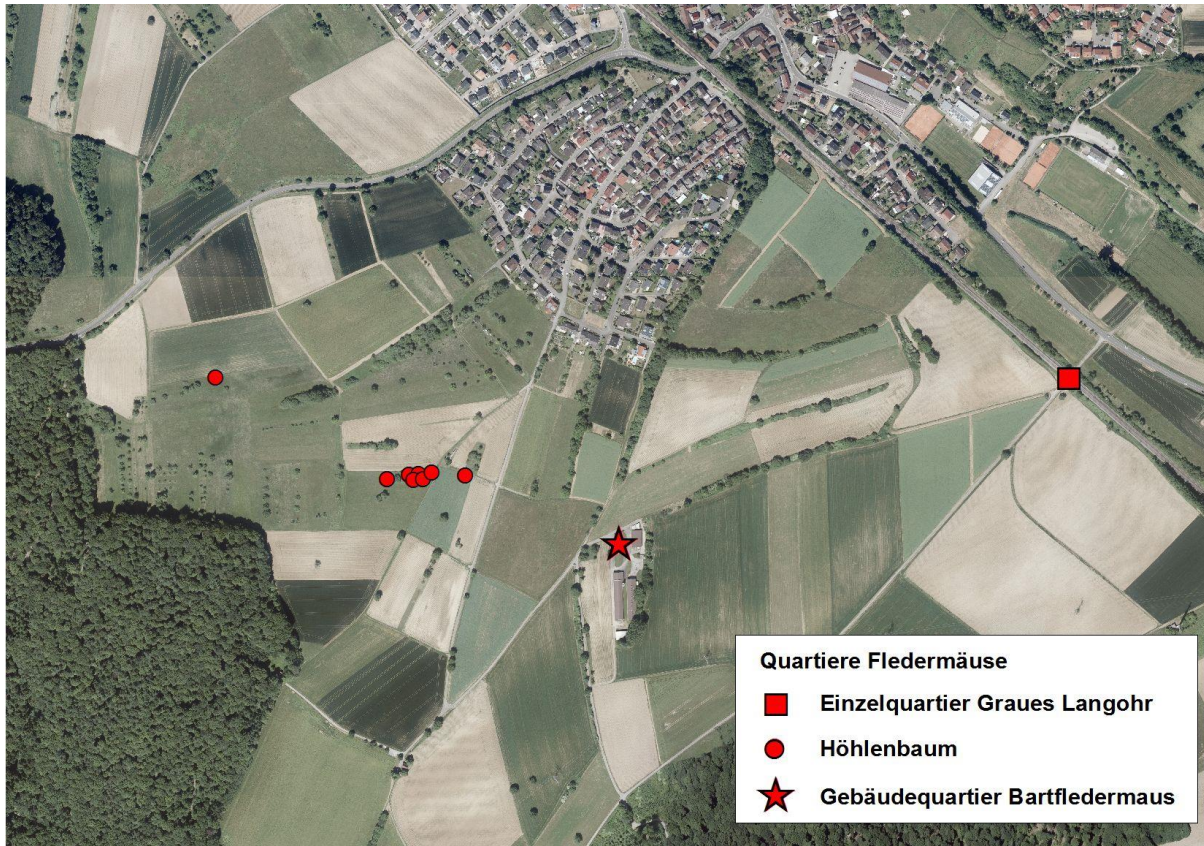 Quartiere Fledermäuse
Einzelquartier Graues Langohr
Höhlenbaum
Gebäudequartier Bartfledermaus